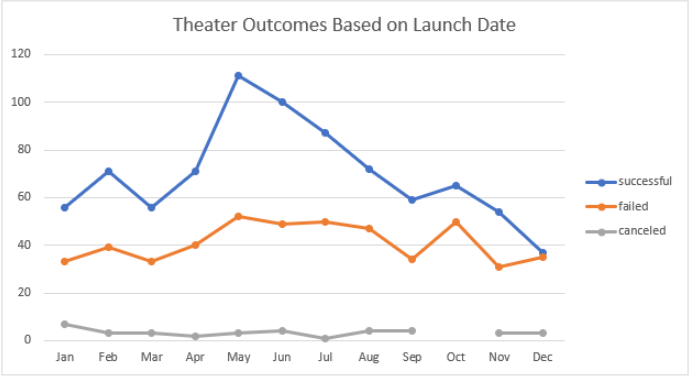 Theater Outcomes Based on Launch Date
120
100
80
60
40
20
0
Jan Feb Mar Apr May Jun Jul Aug Sep Oct Nov Dec
successful
failed
canceled